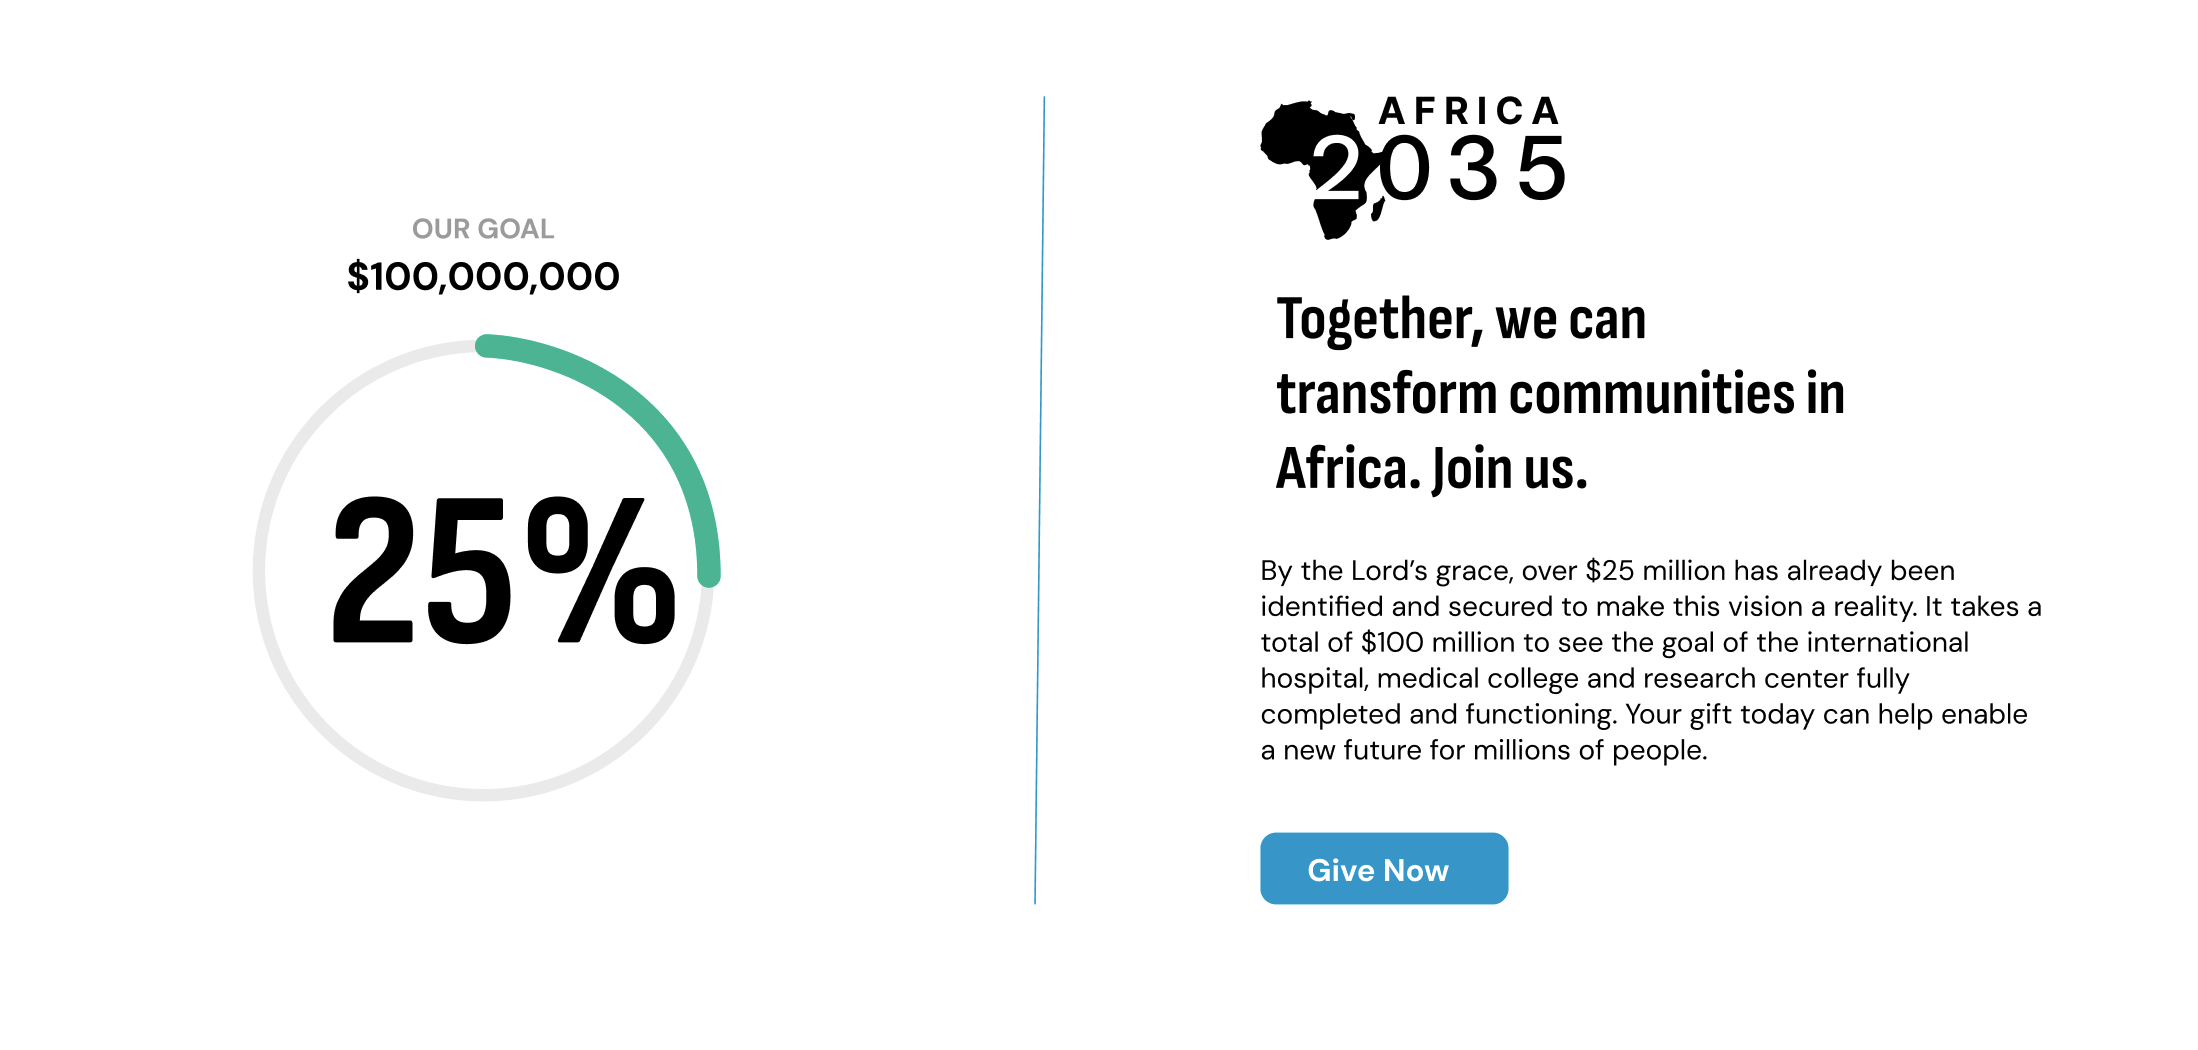 OUR GOAL
$100,000,000
25%
AFRICA
2035
Together, we can
transform communities in
Africa. Join us.
By the Lord’s grace, over $25 million has already been
identified and secured to make this vision a reality. It takes a
total of $100 million to see the goal of the international
hospital, medical college and research center fully
completed and functioning. Your gift today can help enable
a new future for millions of people.
Give Now